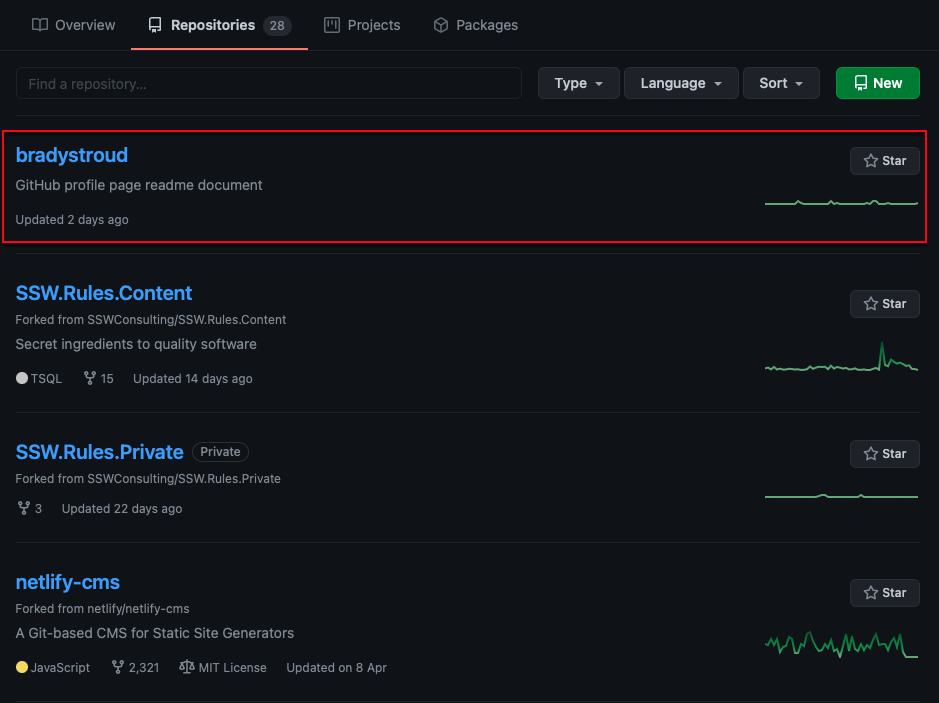 Overview Repositories 28 Projects Packages
Find a repository... Type Language Sort New
bradystroud
Star
GitHub profile page readme document
Updated 2 days ago
SSW.Rules.Content
Star
Forked from SSWConsulting/SSW.Rules.Content
Secret ingredients to quality software
TSQL 15 Updated 14 days ago
SSW.Rules.Private Private
Star
Forked from SSWConsulting/SSW.Rules.Private
3 Updated 22 days ago
netlify-cms
Star
Forked from netlify/netlify-cms
A Git-based CMS for Static Site Generators
JavaScript 2,321 MIT License Updated on 8 Apr